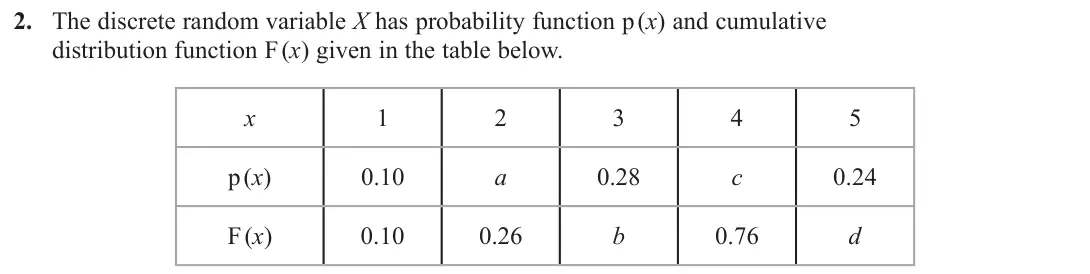 2. The discrete random variable X has probability function p(x) and cumulative
distribution function F(x) given in the table below.
x 1 2 3 4 5
p(x) 0.10 a 0.28 c 0.24
F(x) 0.10 0.26 b 0.76 d